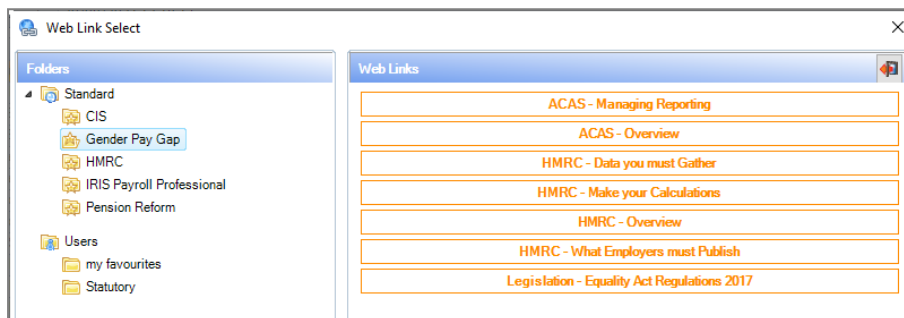 Web Link Select
Folders
Standard
CIS
Gender Pay Gap
HMRC
IRIS Payroll Professional
Pension Reform
Users
my favourites
Statutory
Web Links
ACAS - Managing Reporting
ACAS - Overview
HMRC - Data you must Gather
HMRC - Make your Calculations
HMRC - Overview
HMRC - What Employers must Publish
Legislation - Equality Act Regulations 2017